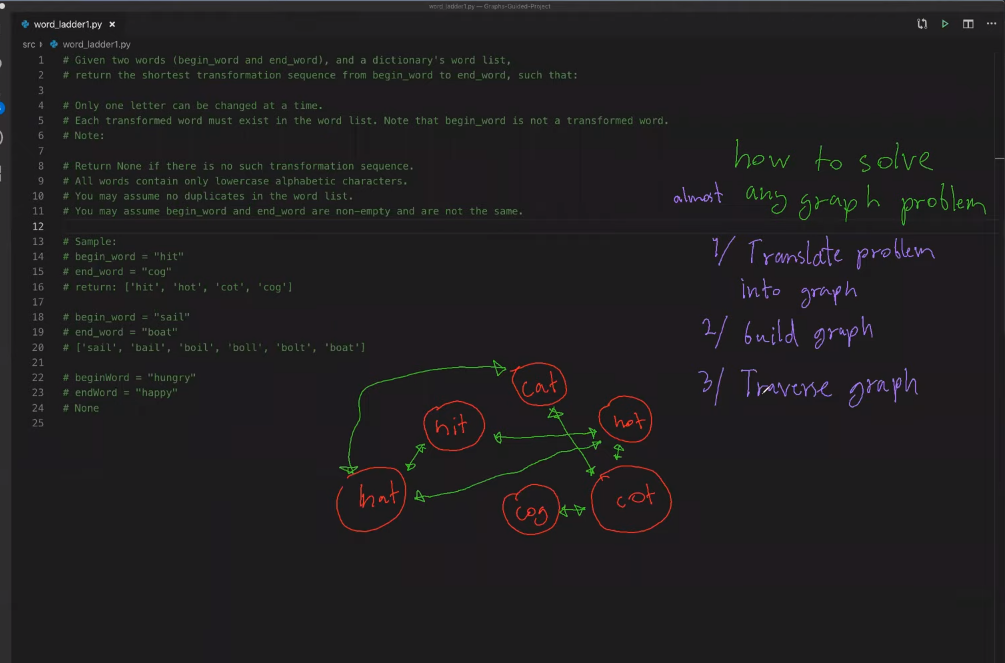 word_ladder1.py — Graphs-Guided-Project
word_ladder1.py ×
src › word_ladder1.py
1 # Given two words (begin_word and end_word), and a dictionary's word list,
2 # return the shortest transformation sequence from begin_word to end_word, such that:
3
4 # Only one letter can be changed at a time.
5 # Each transformed word must exist in the word list. Note that begin_word is not a transformed word.
6 # Note:
7
8 # Return None if there is no such transformation sequence.
9 # All words contain only lowercase alphabetic characters.
10 # You may assume no duplicates in the word list.
11 # You may assume begin_word and end_word are non-empty and are not the same.
12
13 # Sample:
14 # begin_word = "hit"
15 # end_word = "cog"
16 # return: ['hit', 'hot', 'cot', 'cog']
17
18 # begin_word = "sail"
19 # end_word = "boat"
20 # ['sail', 'bail', 'boil', 'boll', 'bolt', 'boat']
21
22 # beginWord = "hungry"
23 # endWord = "happy"
24 # None
25
how to solve
almost any graph problem
1/ Translate problem
into graph
2/ build graph
3/ Traverse graph
cat
hit
hot
hat
cog
cot